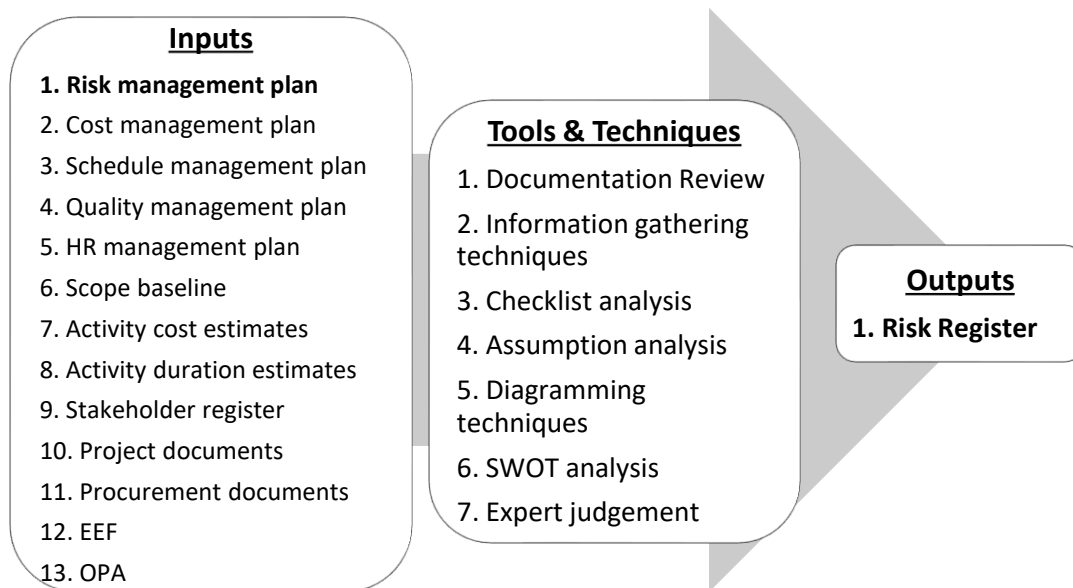 Inputs
1. Risk management plan
2. Cost management plan
3. Schedule management plan
4. Quality management plan
5. HR management plan
6. Scope baseline
7. Activity cost estimates
8. Activity duration estimates
9. Stakeholder register
10. Project documents
11. Procurement documents
12. EEF
13. OPA
Tools & Techniques
1. Documentation Review
2. Information gathering
techniques
3. Checklist analysis
4. Assumption analysis
5. Diagramming
techniques
6. SWOT analysis
7. Expert judgement
Outputs
1. Risk Register